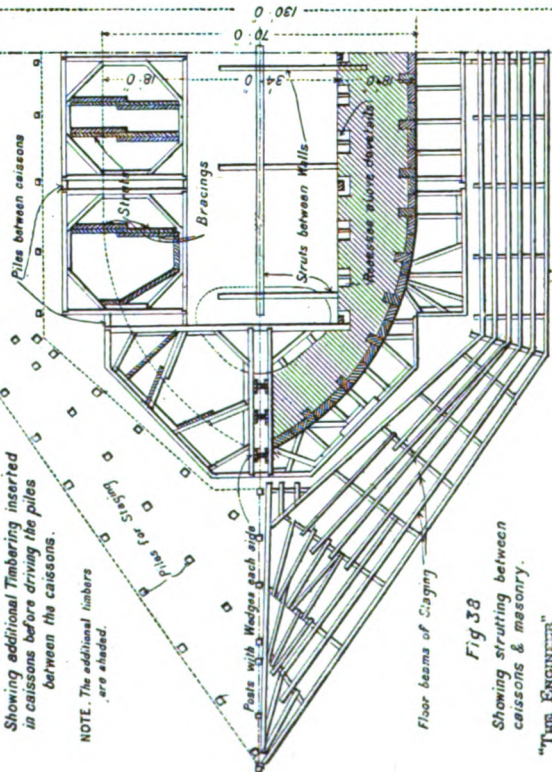 Showing additional Timbering inserted
in caissons before driving the piles
between the caissons.
NOTE. The additional timbers
are shaded.
Piles between caissons
130' 0"
70' 0"
18' 0"
34' 0"
18' 0"
Struts
Bracings
Struts between Walls
Recesses above dovetails
Piles for Staging
Posts with Wedges each side
Floor beams of Staging
Fig 38
Showing strutting between
caissons & masonry.
"THE ENGINEER"